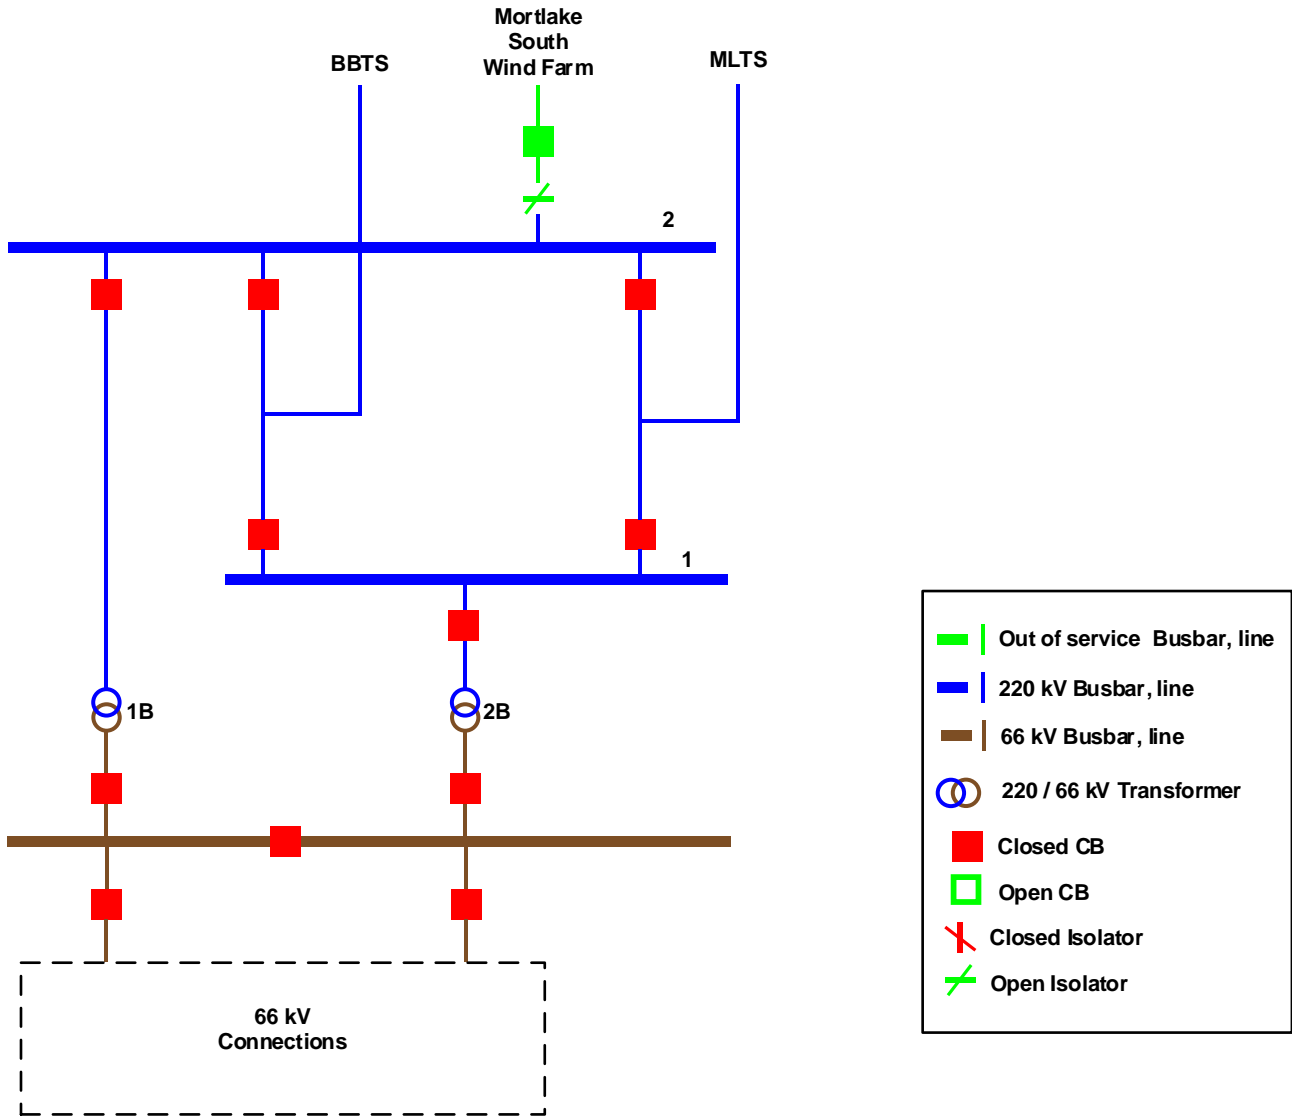 Mortlake
South
Wind Farm
BBTS
MLTS
2
1
1B
2B
66 kV
Connections
Out of service Busbar, line
220 kV Busbar, line
66 kV Busbar, line
220 / 66 kV Transformer
Closed CB
Open CB
Closed Isolator
Open Isolator